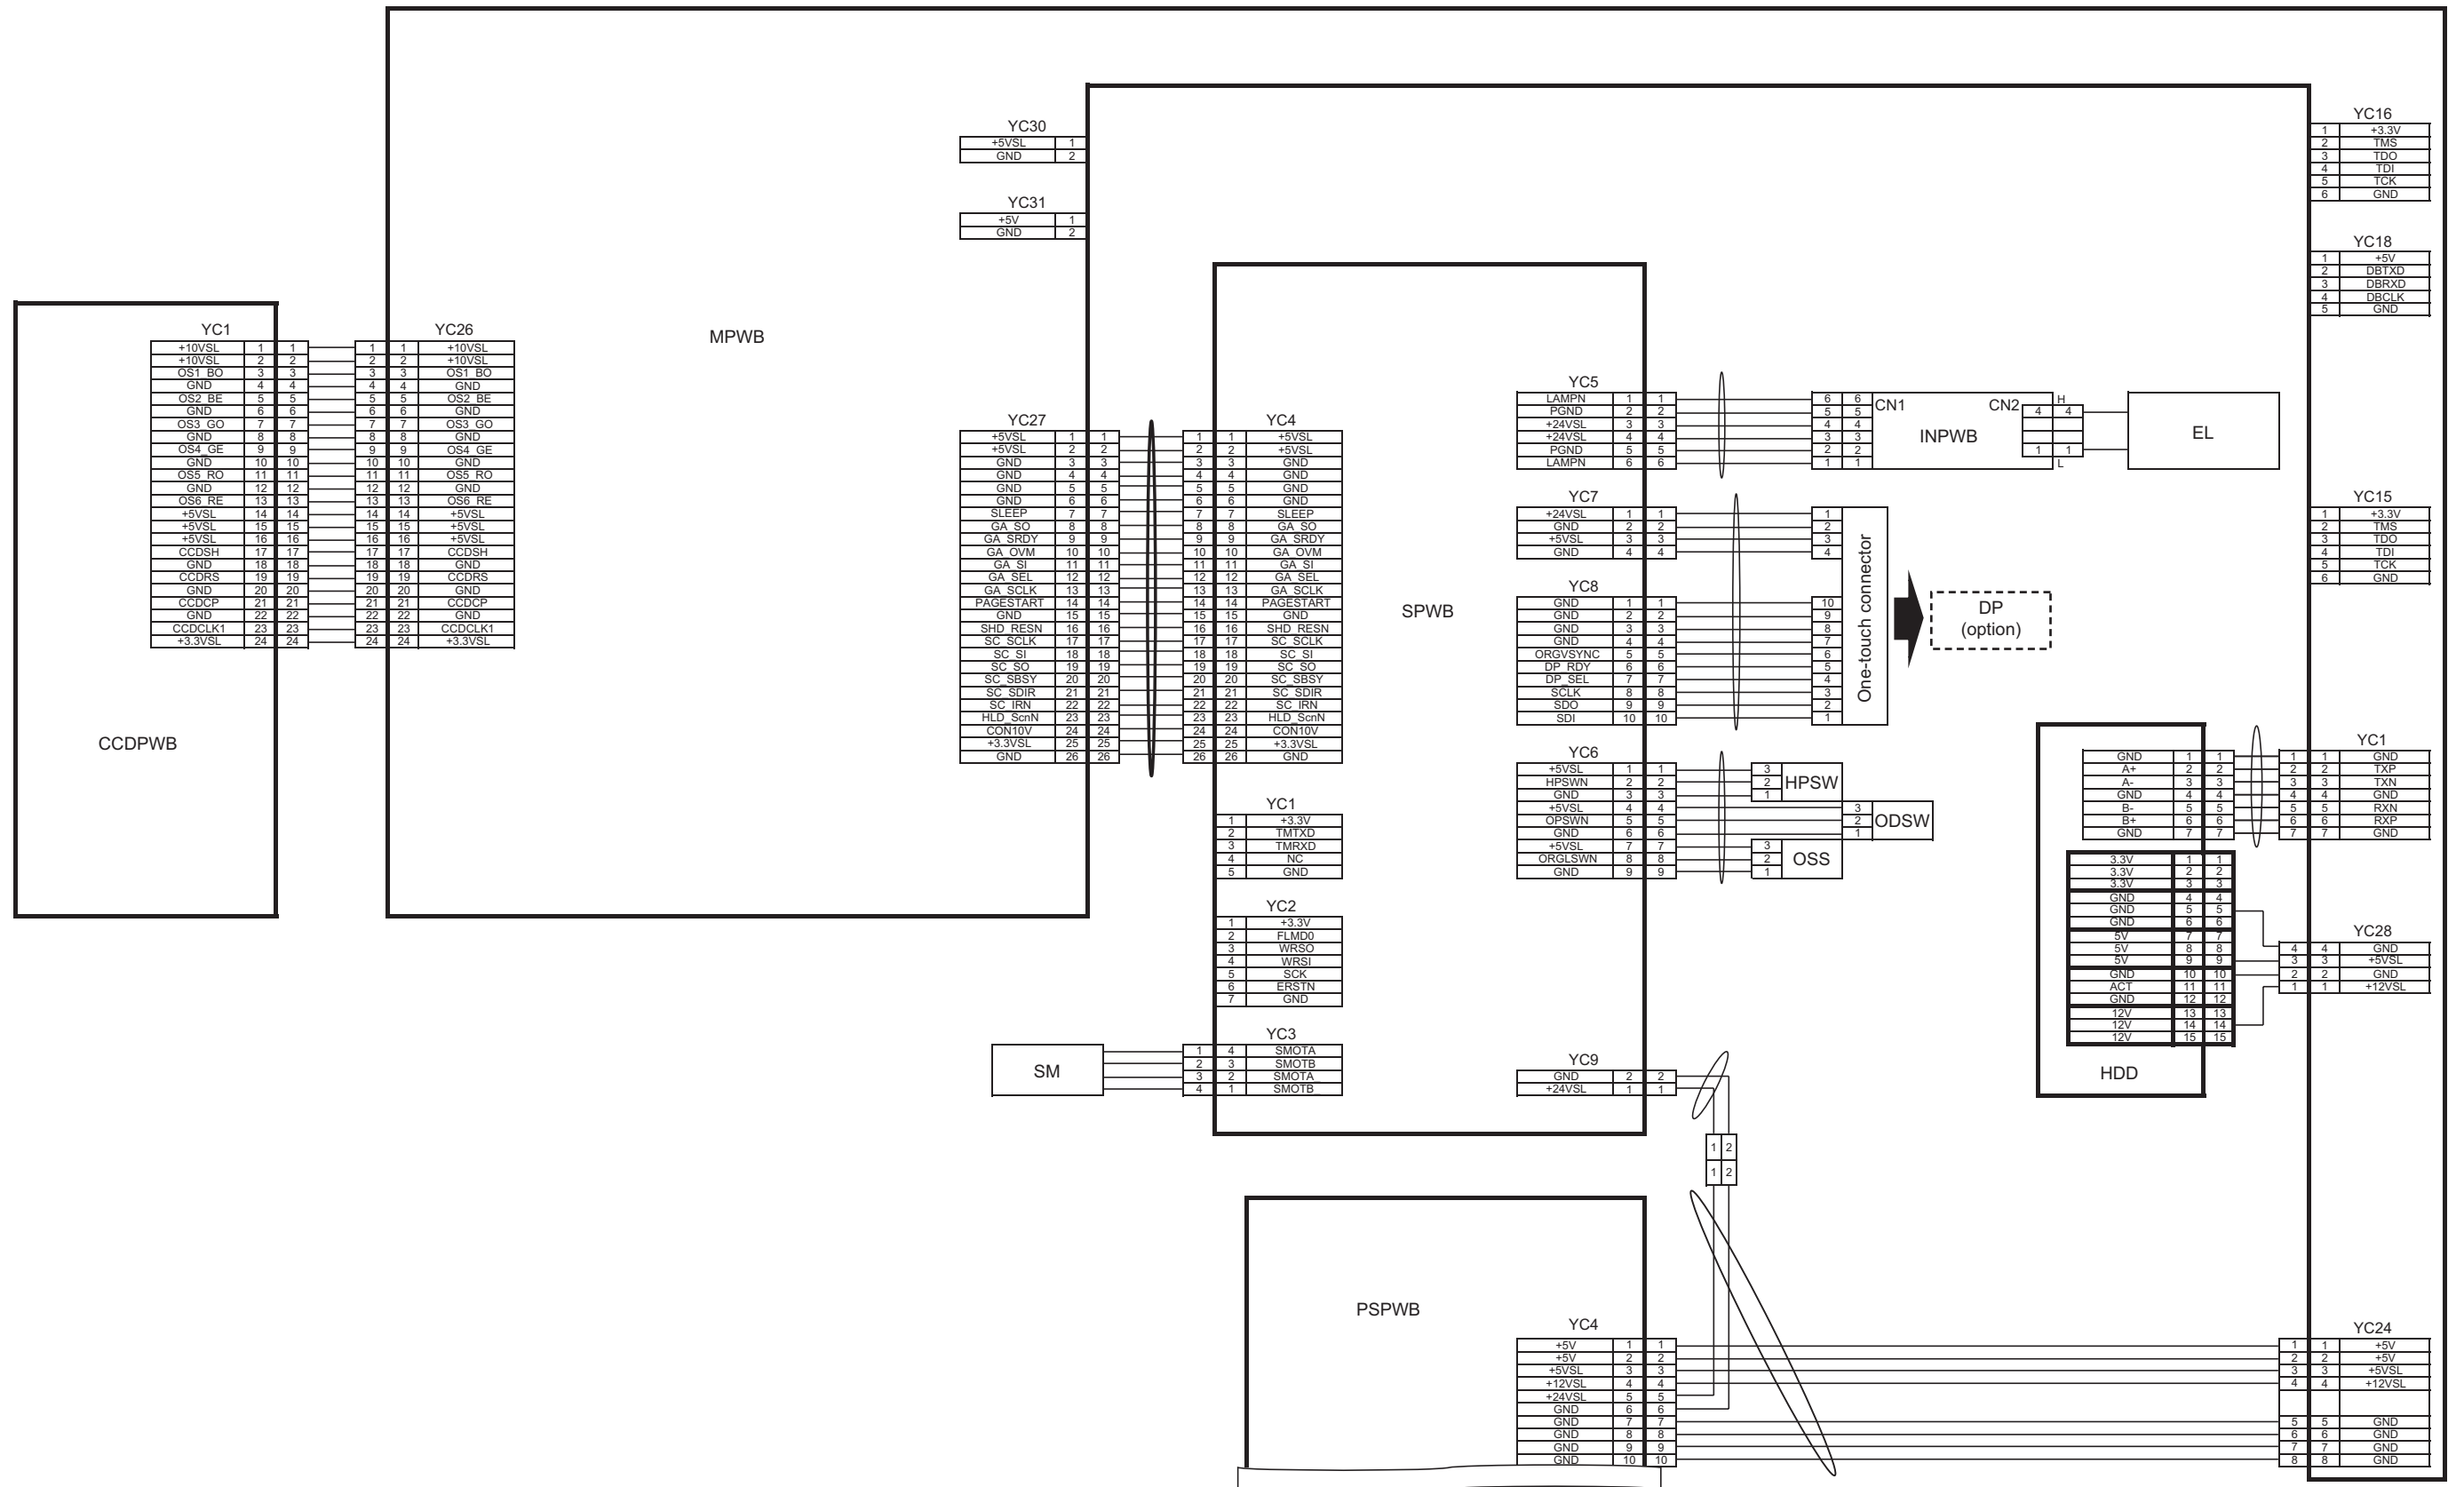 YC30
+5VSL 1
GND 2
YC31
+5V 1
GND 2
MPWB
YC16
1 +3.3V
2 TMS
3 TDO
4 TDI
5 TCK
6 GND
YC18
1 +5V
2 DBTXD
3 DBRXD
4 DBCLK
5 GND
YC15
1 +3.3V
2 TMS
3 TDO
4 TDI
5 TCK
6 GND
CCDPWB
YC1 YC26
+10VSL 1 1 1 1 +10VSL
+10VSL 2 2 2 2 +10VSL
OS1_BO 3 3 3 3 OS1_BO
GND 4 4 4 4 GND
OS2_BE 5 5 5 5 OS2_BE
GND 6 6 6 6 GND
OS3_GO 7 7 7 7 OS3_GO
GND 8 8 8 8 GND
OS4_GE 9 9 9 9 OS4_GE
GND 10 10 10 10 GND
OS5_RO 11 11 11 11 OS5_RO
GND 12 12 12 12 GND
OS6_RE 13 13 13 13 OS6_RE
+5VSL 14 14 14 14 +5VSL
+5VSL 15 15 15 15 +5VSL
+5VSL 16 16 16 16 +5VSL
CCDSH 17 17 17 17 CCDSH
GND 18 18 18 18 GND
CCDRS 19 19 19 19 CCDRS
GND 20 20 20 20 GND
CCDCP 21 21 21 21 CCDCP
GND 22 22 22 22 GND
CCDCLK1 23 23 23 23 CCDCLK1
+3.3VSL 24 24 24 24 +3.3VSL
YC27 YC4
+5VSL 1 1 1 1 +5VSL
+5VSL 2 2 2 2 +5VSL
GND 3 3 3 3 GND
GND 4 4 4 4 GND
GND 5 5 5 5 GND
GND 6 6 6 6 GND
SLEEP 7 7 7 7 SLEEP
GA_SO 8 8 8 8 GA_SO
GA_SRDY 9 9 9 9 GA_SRDY
GA_OVM 10 10 10 10 GA_OVM
GA_SI 11 11 11 11 GA_SI
GA_SEL 12 12 12 12 GA_SEL
GA_SCLK 13 13 13 13 GA_SCLK
PAGESTART 14 14 14 14 PAGESTART
GND 15 15 15 15 GND
SHD_RESN 16 16 16 16 SHD_RESN
SC_SCLK 17 17 17 17 SC_SCLK
SC_SI 18 18 18 18 SC_SI
SC_SO 19 19 19 19 SC_SO
SC_SBSY 20 20 20 20 SC_SBSY
SC_SDIR 21 21 21 21 SC_SDIR
SC_IRN 22 22 22 22 SC_IRN
HLD_ScnN 23 23 23 23 HLD_ScnN
CON10V 24 24 24 24 CON10V
+3.3VSL 25 25 25 25 +3.3VSL
GND 26 26 26 26 GND
SPWB
YC1
1 +3.3V
2 TMTXD
3 TMRXD
4 NC
5 GND
YC2
1 +3.3V
2 FLMD0
3 WRSO
4 WRSI
5 SCK
6 ERSTN
7 GND
SM
YC3
1 4 SMOTA
2 3 SMOTB
3 2 SMOTA_
4 1 SMOTB_
YC5
LAMPN 1 1 6 6
PGND 2 2 5 5
+24VSL 3 3 4 4
+24VSL 4 4 3 3
PGND 5 5 2 2
LAMPN 6 6 1 1
CN1 INPWB CN2
H
4 4
1 1
L
EL
YC7
+24VSL 1 1 1
GND 2 2 2
+5VSL 3 3 3
GND 4 4 4
YC8
GND 1 1 10
GND 2 2 9
GND 3 3 8
GND 4 4 7
ORGVSYNC 5 5 6
DP_RDY 6 6 5
DP_SEL 7 7 4
SCLK 8 8 3
SDO 9 9 2
SDI 10 10 1
One-touch connector
DP
(option)
YC6
+5VSL 1 1 3
HPSWN 2 2 2 HPSW
GND 3 3 1
+5VSL 4 4 3
OPSWN 5 5 2 ODSW
GND 6 6 1
+5VSL 7 7 3
ORGLSWN 8 8 2 OSS
GND 9 9 1
YC9
GND 2 2
+24VSL 1 1
1 2
1 2
YC1
GND 1 1 1 1 GND
A+ 2 2 2 2 TXP
A- 3 3 3 3 TXN
GND 4 4 4 4 GND
B- 5 5 5 5 RXN
B+ 6 6 6 6 RXP
GND 7 7 7 7 GND
3.3V 1 1
3.3V 2 2
3.3V 3 3
GND 4 4
GND 5 5
GND 6 6
5V 7 7
5V 8 8
5V 9 9
GND 10 10
ACT 11 11
GND 12 12
12V 13 13
12V 14 14
12V 15 15
HDD
YC28
4 4 GND
3 3 +5VSL
2 2 GND
1 1 +12VSL
PSPWB
YC4
+5V 1 1
+5V 2 2
+5VSL 3 3
+12VSL 4 4
+24VSL 5 5
GND 6 6
GND 7 7
GND 8 8
GND 9 9
GND 10 10
YC24
1 1 +5V
2 2 +5V
3 3 +5VSL
4 4 +12VSL
5 5 GND
6 6 GND
7 7 GND
8 8 GND